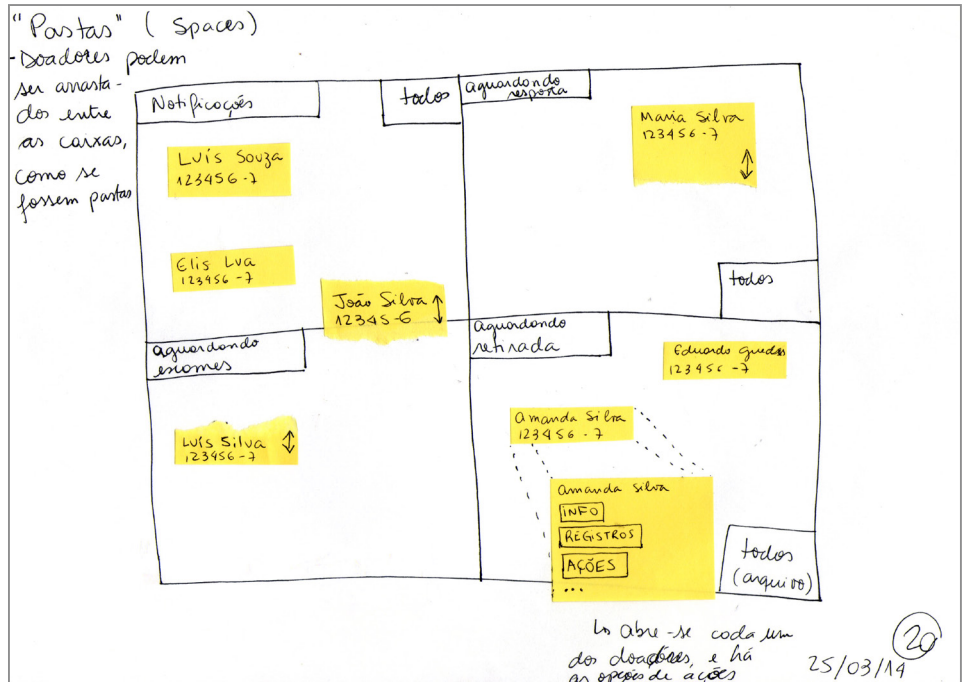 "Pastas" (Spaces)
-Doadores podem
ser arrasta-
dos entre
as caixas,
como se
fossem pastas
Notificações
todos
aguardando
resposta
Luís Souza
123456-7
Maria Silva
123456-7
Elis Lua
123456-7
João Silva
12345-6
todos
aguardando
exames
aguardando
retirada
Eduardo Guedes
123456-7
Luís Silva
123456-7
Amanda Silva
123456-7
Amanda Silva
INFO
REGISTROS
AÇÕES
...
todos
(arquivo)
abre-se cada um
dos doadores, e há
as opções de ações
25/03/14